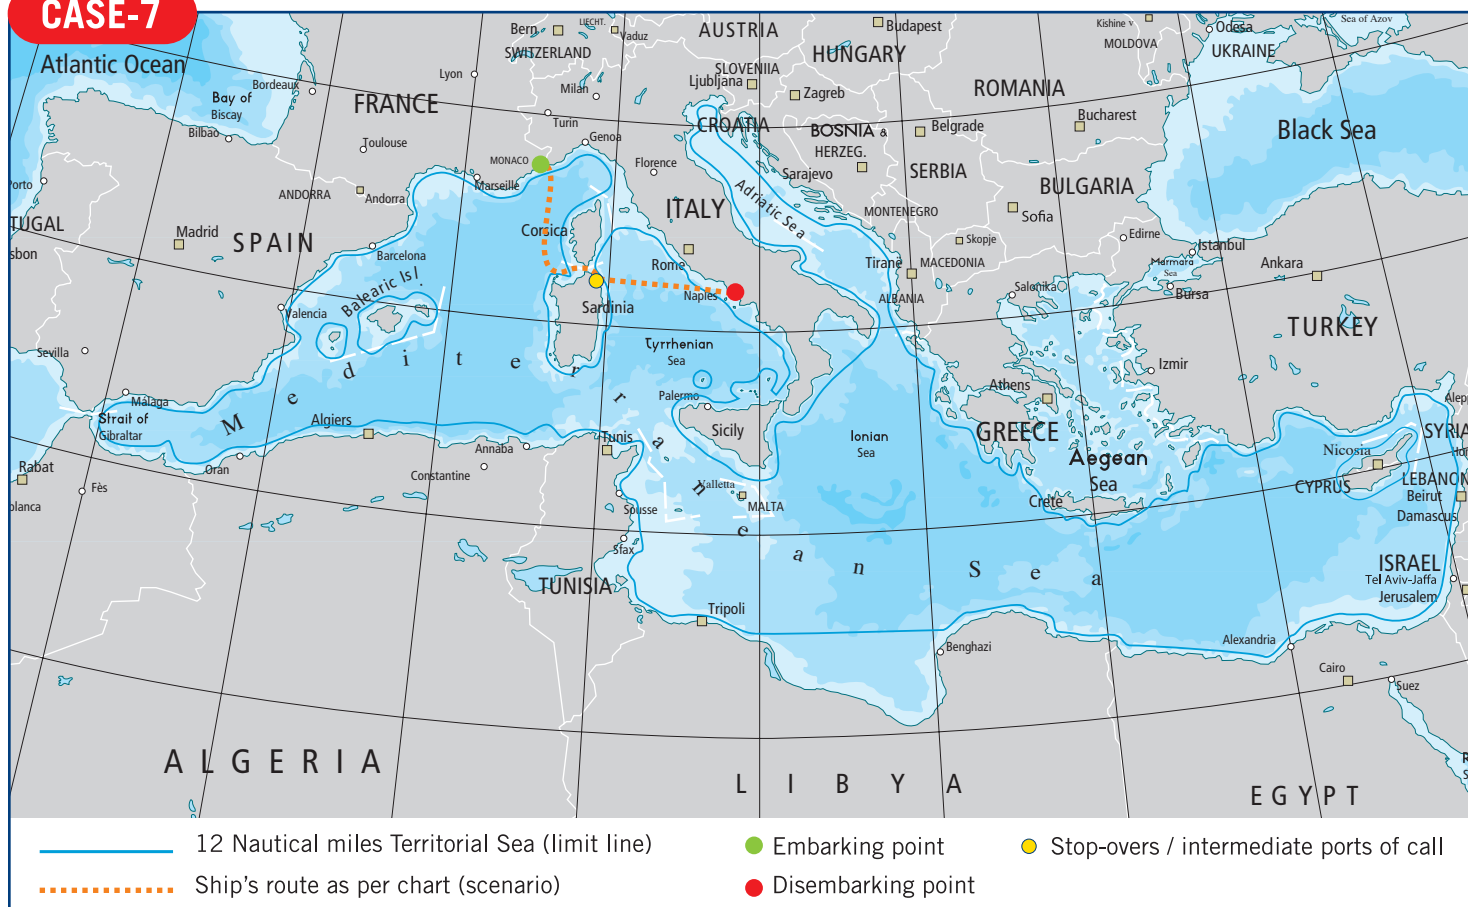 CASE-7
Atlantic Ocean
Bay of
Biscay
Bordeaux
Bilbao
Toulouse
FRANCE
Lyon
Bern
SWITZERLAND
LIECHT.
Vaduz
AUSTRIA
Budapest
HUNGARY
SLOVENIIA
Ljubljana
Zagreb
CROATIA
BOSNIA &
HERZEG.
Sarajevo
Belgrade
SERBIA
ROMANIA
Bucharest
Kishine v
MOLDOVA
Odesa
UKRAINE
Sea of Azov
Black Sea
Milan
Turin
Genoa
MONACO
Marseille
Florence
ITALY
Adriatic Sea
MONTENEGRO
BULGARIA
Sofia
Skopje
MACEDONIA
Tirane
ALBANIA
Edirne
Istanbul
Marmara
Sea
Bursa
Ankara
TURKEY
Izmir
Salonika
Porto
TUGAL
sbon
Madrid
SPAIN
ANDORRA
Andorra
Barcelona
Balearic Is/.
Valencia
Sevilla
Málaga
Strait of
Gibraltar
Corsica
Sardinia
Rome
Naples
Tyrrhenian
Sea
Palermo
Sicily
Ionian
Sea
Athens
GREECE
Aegean
Sea
Crete
Nicosia
CYPRUS
Alepp
SYRIA
Ho
LEBANON
Beirut
Damascus
ISRAEL
Tel Aviv-Jaffa
Jerusalem
Mediterranean Sea
Rabat
Fès
blanca
Oran
Algiers
Constantine
Annaba
Tunis
Sousse
Sfax
TUNISIA
Valletta
MALTA
Tripoli
Benghazi
Alexandria
Cairo
Suez
R
S
ALGERIA
LIBYA
EGYPT
12 Nautical miles Territorial Sea (limit line)
Embarking point
Stop-overs / intermediate ports of call
Ship's route as per chart (scenario)
Disembarking point